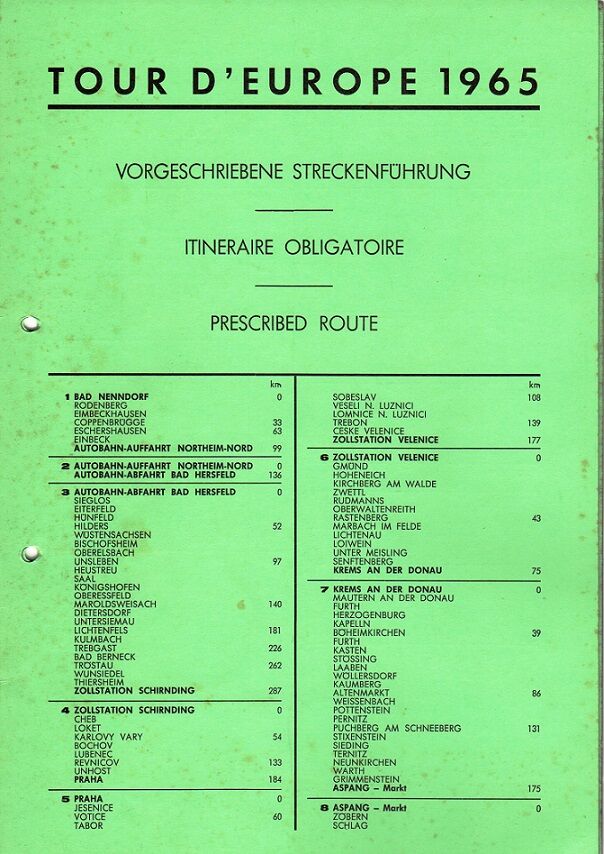 TOUR D'EUROPE 1965
VORGESCHRIEBENE STRECKENFÜHRUNG
ITINERAIRE OBLIGATOIRE
PRESCRIBED ROUTE
km
1 BAD NENNDORF 0
RODENBERG
EIMBECKHAUSEN
COPPENBRÜGGE 33
ESCHERSHAUSEN 63
EINBECK
AUTOBAHN-AUFFAHRT NORTHEIM-NORD 99
2 AUTOBAHN-AUFFAHRT NORTHEIM-NORD 0
AUTOBAHN-ABFAHRT BAD HERSFELD 136
3 AUTOBAHN-ABFAHRT BAD HERSFELD 0
SIEGLOS
EITERFELD
HÜNFELD
HILDERS 52
WÜSTENSACHSEN
BISCHOFSHEIM
OBERELSBACH
UNSLEBEN 97
HEUSTREU
SAAL
KÖNIGSHOFEN
OBERESSFELD
MAROLDSWEISACH 140
DIETERSDORF
UNTERSIEMAU
LICHTENFELS 181
KULMBACH
TREBGAST 226
BAD BERNECK
TRÖSTAU 262
WUNSIEDEL
THIERSHEIM
ZOLLSTATION SCHIRNDING 287
4 ZOLLSTATION SCHIRNDING 0
CHEB
LOKET
KARLOVY VARY 54
BOCHOV
LUBENEC
REVNICOV 133
UNHOST
PRAHA 184
5 PRAHA 0
JESENICE
VOTICE 60
TABOR
km
SOBESLAV 108
VESELI N. LUZNICI
LOMNICE N. LUZNICI
TREBON 139
CESKE VELENICE
ZOLLSTATION VELENICE 177
6 ZOLLSTATION VELENICE 0
GMÜND
HOHENEICH
KIRCHBERG AM WALDE
ZWETTL
RUDMANNS
OBERWALTENREITH
RASTENBERG 43
MARBACH IM FELDE
LICHTENAU
LOIWEIN
UNTER MEISLING
SENFTENBERG
KREMS AN DER DONAU 75
7 KREMS AN DER DONAU 0
MAUTERN AN DER DONAU
FURTH
HERZOGENBURG
KAPELLN
BÖHEIMKIRCHEN 39
FURTH
KASTEN
STÖSSING
LAABEN
WÖLLERSDORF
KAUMBERG
ALTENMARKT 86
WEISSENBACH
POTTENSTEIN
PERNITZ
PUCHBERG AM SCHNEEBERG 131
STIXENSTEIN
SIEDING
TERNITZ
NEUNKIRCHEN
WARTH
GRIMMENSTEIN
ASPANG – Markt 175
8 ASPANG – Markt 0
ZÖBERN
SCHLAG